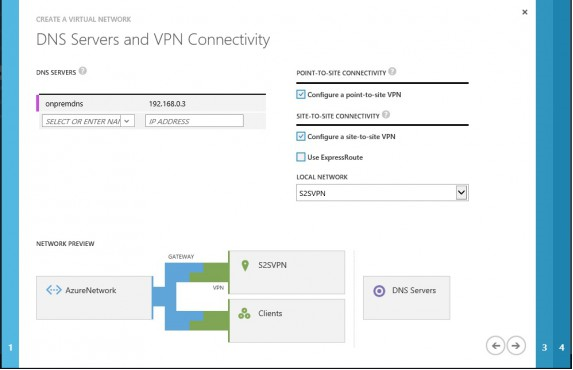 CREATE A VIRTUAL NETWORK
×
DNS Servers and VPN Connectivity
DNS SERVERS ?
onpremdns 192.168.0.3
SELECT OR ENTER NAM IP ADDRESS
POINT-TO-SITE CONNECTIVITY ?
Configure a point-to-site VPN
SITE-TO-SITE CONNECTIVITY ?
Configure a site-to-site VPN
Use ExpressRoute
LOCAL NETWORK
S2SVPN
NETWORK PREVIEW
GATEWAY
AzureNetwork
VPN
S2SVPN
Clients
DNS Servers
1
3 4